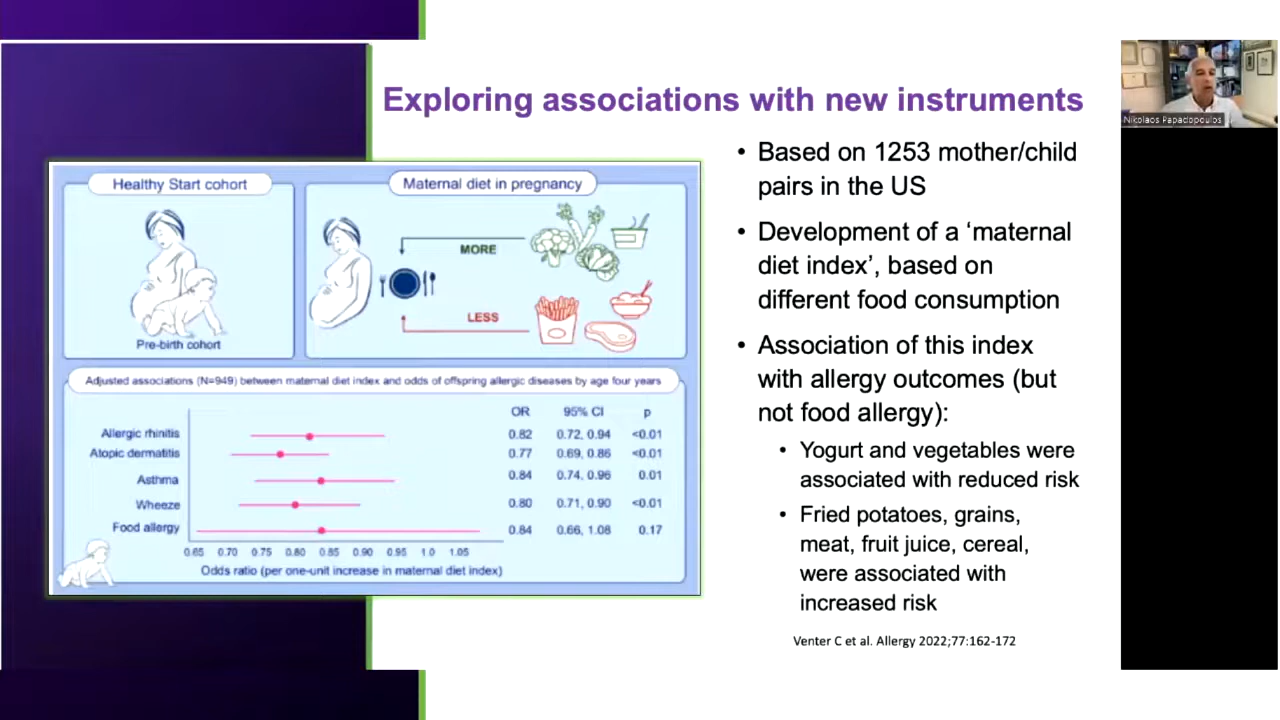 Exploring associations with new instruments
Nikolaos Papadopoulos
Healthy Start cohort
Pre-birth cohort
Maternal diet in pregnancy
MORE
LESS
Adjusted associations (N=949) between maternal diet index and odds of offspring allergic diseases by age four years
OR 95% CI p
Allergic rhinitis 0.82 0.72, 0.94 <0.01
Atopic dermatitis 0.77 0.69, 0.86 <0.01
Asthma 0.84 0.74, 0.96 0.01
Wheeze 0.80 0.71, 0.90 <0.01
Food allergy 0.84 0.66, 1.08 0.17
0.65 0.70 0.75 0.80 0.85 0.90 0.95 1.0 1.05
Odds ratio (per one-unit increase in maternal diet index)
• Based on 1253 mother/child
pairs in the US
• Development of a ‘maternal
diet index’, based on
different food consumption
• Association of this index
with allergy outcomes (but
not food allergy):
• Yogurt and vegetables were
associated with reduced risk
• Fried potatoes, grains,
meat, fruit juice, cereal,
were associated with
increased risk
Venter C et al. Allergy 2022;77:162-172